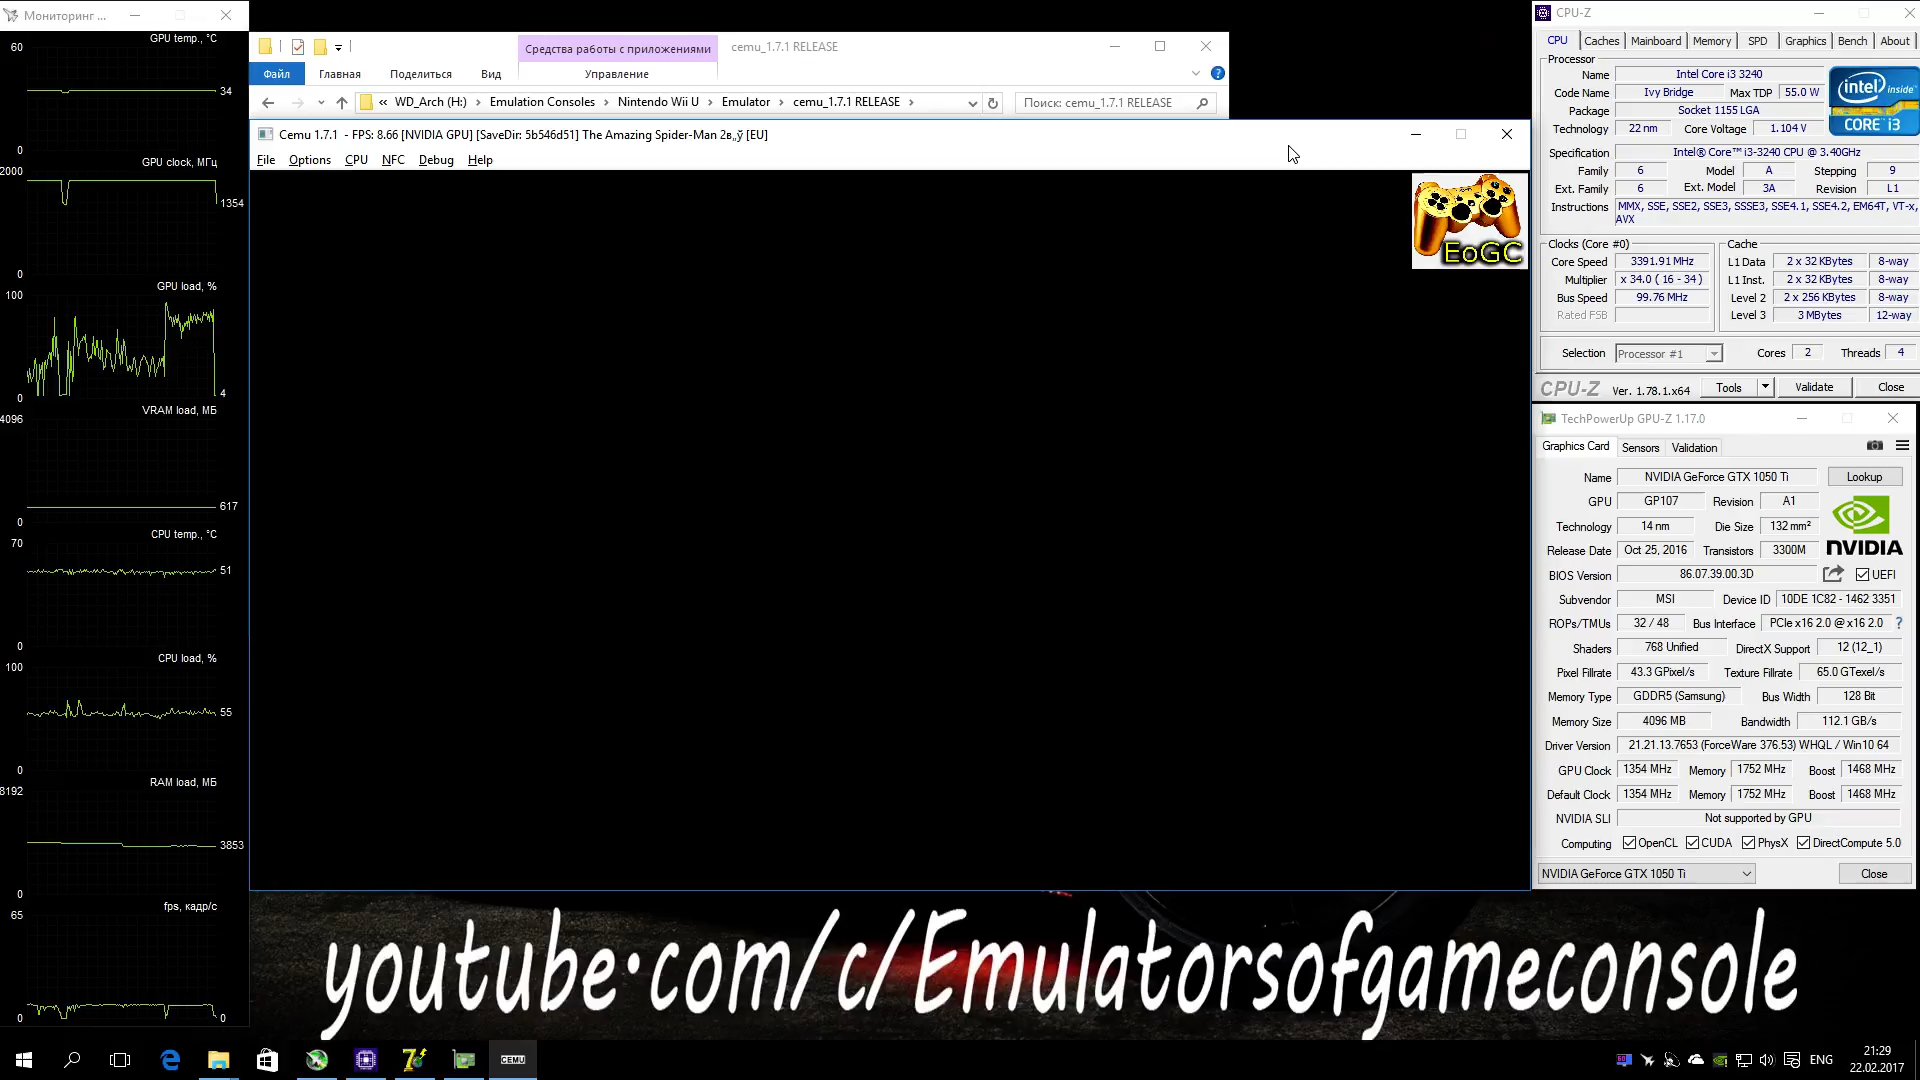 Мониторинг ...
GPU temp., °C
60
34
0
GPU clock, МГц
2000
1354
0
GPU load, %
100
4
0
VRAM load, МБ
4096
617
0
CPU temp., °C
70
51
0
CPU load, %
100
55
0
RAM load, МБ
8192
3853
0
fps, кадр/с
65
0
0
Средства работы с приложениями
cemu_1.7.1 RELEASE
Файл Главная Поделиться Вид Управление
« WD_Arch (H:) Emulation Consoles Nintendo Wii U Emulator cemu_1.7.1 RELEASE
Поиск: cemu_1.7.1 RELEASE
Cemu 1.7.1 - FPS: 8.66 [NVIDIA GPU] [SaveDir: 5b546d51] The Amazing Spider-Man 2в„ў [EU]
File Options CPU NFC Debug Help
EoGC
CPU-Z
CPU Caches Mainboard Memory SPD Graphics Bench About
Processor
Name Intel Core i3 3240
Code Name Ivy Bridge Max TDP 55.0 W
Package Socket 1155 LGA
Technology 22 nm Core Voltage 1.104 V
intel inside™
CORE i3
Specification Intel® Core™ i3-3240 CPU @ 3.40GHz
Family 6 Model A Stepping 9
Ext. Family 6 Ext. Model 3A Revision L1
Instructions MMX, SSE, SSE2, SSE3, SSSE3, SSE4.1, SSE4.2, EM64T, VT-x,
AVX
Clocks (Core #0)
Core Speed 3391.91 MHz
Multiplier x 34.0 ( 16 - 34 )
Bus Speed 99.76 MHz
Rated FSB
Cache
L1 Data 2 x 32 KBytes 8-way
L1 Inst. 2 x 32 KBytes 8-way
Level 2 2 x 256 KBytes 8-way
Level 3 3 MBytes 12-way
Selection Processor #1 Cores 2 Threads 4
CPU-Z Ver. 1.78.1.x64 Tools Validate Close
TechPowerUp GPU-Z 1.17.0
Graphics Card Sensors Validation
Name NVIDIA GeForce GTX 1050 Ti Lookup
GPU GP107 Revision A1
Technology 14 nm Die Size 132 mm²
Release Date Oct 25, 2016 Transistors 3300M
NVIDIA
BIOS Version 86.07.39.00.3D UEFI
Subvendor MSI Device ID 10DE 1C82 - 1462 3351
ROPs/TMUs 32 / 48 Bus Interface PCIe x16 2.0 @ x16 2.0 ?
Shaders 768 Unified DirectX Support 12 (12_1)
Pixel Fillrate 43.3 GPixel/s Texture Fillrate 65.0 GTexel/s
Memory Type GDDR5 (Samsung) Bus Width 128 Bit
Memory Size 4096 MB Bandwidth 112.1 GB/s
Driver Version 21.21.13.7653 (ForceWare 376.53) WHQL / Win10 64
GPU Clock 1354 MHz Memory 1752 MHz Boost 1468 MHz
Default Clock 1354 MHz Memory 1752 MHz Boost 1468 MHz
NVIDIA SLI Not supported by GPU
Computing OpenCL CUDA PhysX DirectCompute 5.0
NVIDIA GeForce GTX 1050 Ti Close
youtube.com/c/Emulatorsofgameconsole
CEMU
ENG
21:29
22.02.2017